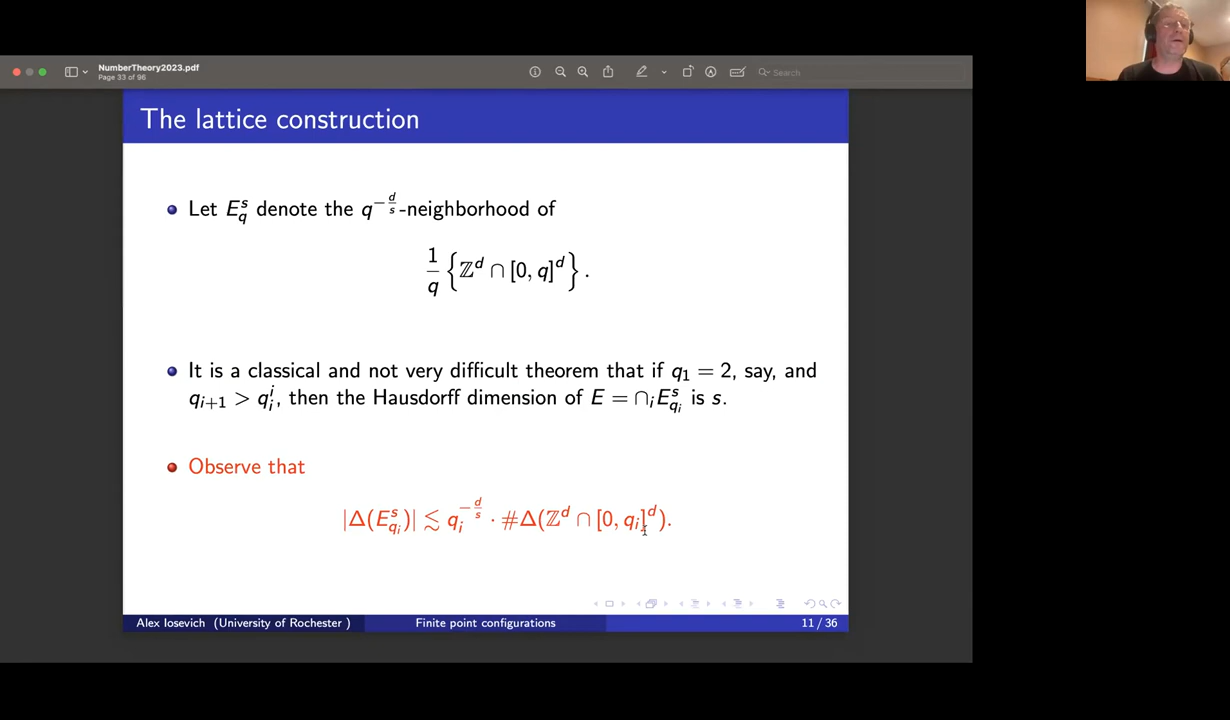 NumberTheory2023.pdf
Page 33 of 96
Search
The lattice construction
Let E_q^s denote the q^{-d/s}-neighborhood of
1/q {ℤ^d ∩ [0, q]^d}.
It is a classical and not very difficult theorem that if q₁ = 2, say, and
q_{i+1} > q_i^i, then the Hausdorff dimension of E = ∩_i E_{q_i}^s is s.
Observe that
|Δ(E_{q_i}^s)| ≲ q_i^{-d/s} · #Δ(ℤ^d ∩ [0, q_i]^d).
Alex Iosevich (University of Rochester ) Finite point configurations 11 / 36